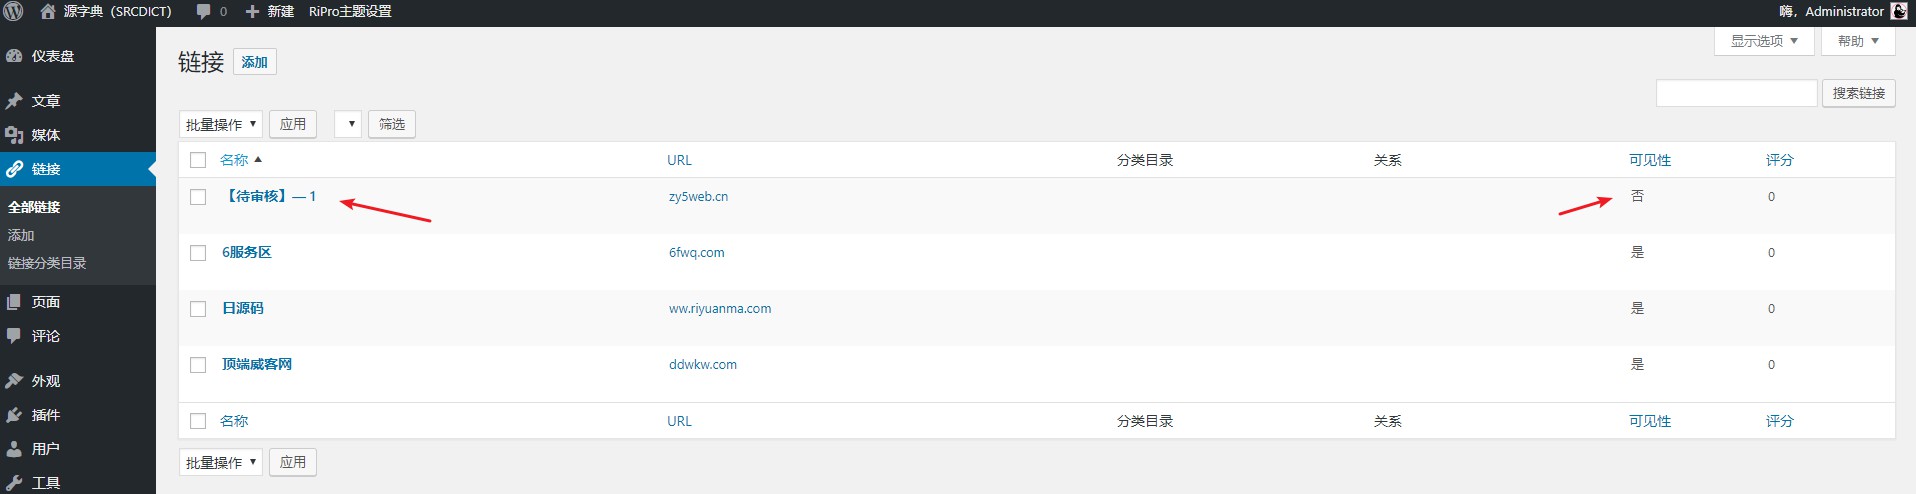 源字典（SRCDICT） 0 新建 RiPro主题设置 嗨，Administrator
仪表盘
文章
媒体
链接
全部链接
添加
链接分类目录
页面
评论
外观
插件
用户
工具
显示选项 帮助
链接 添加
搜索链接
批量操作 应用 筛选
名称 URL 分类目录 关系 可见性 评分
【待审核】— 1 zy5web.cn 否 0
6服务区 6fwq.com 是 0
日源码 ww.riyuanma.com 是 0
顶端威客网 ddwkw.com 是 0
名称 URL 分类目录 关系 可见性 评分
批量操作 应用